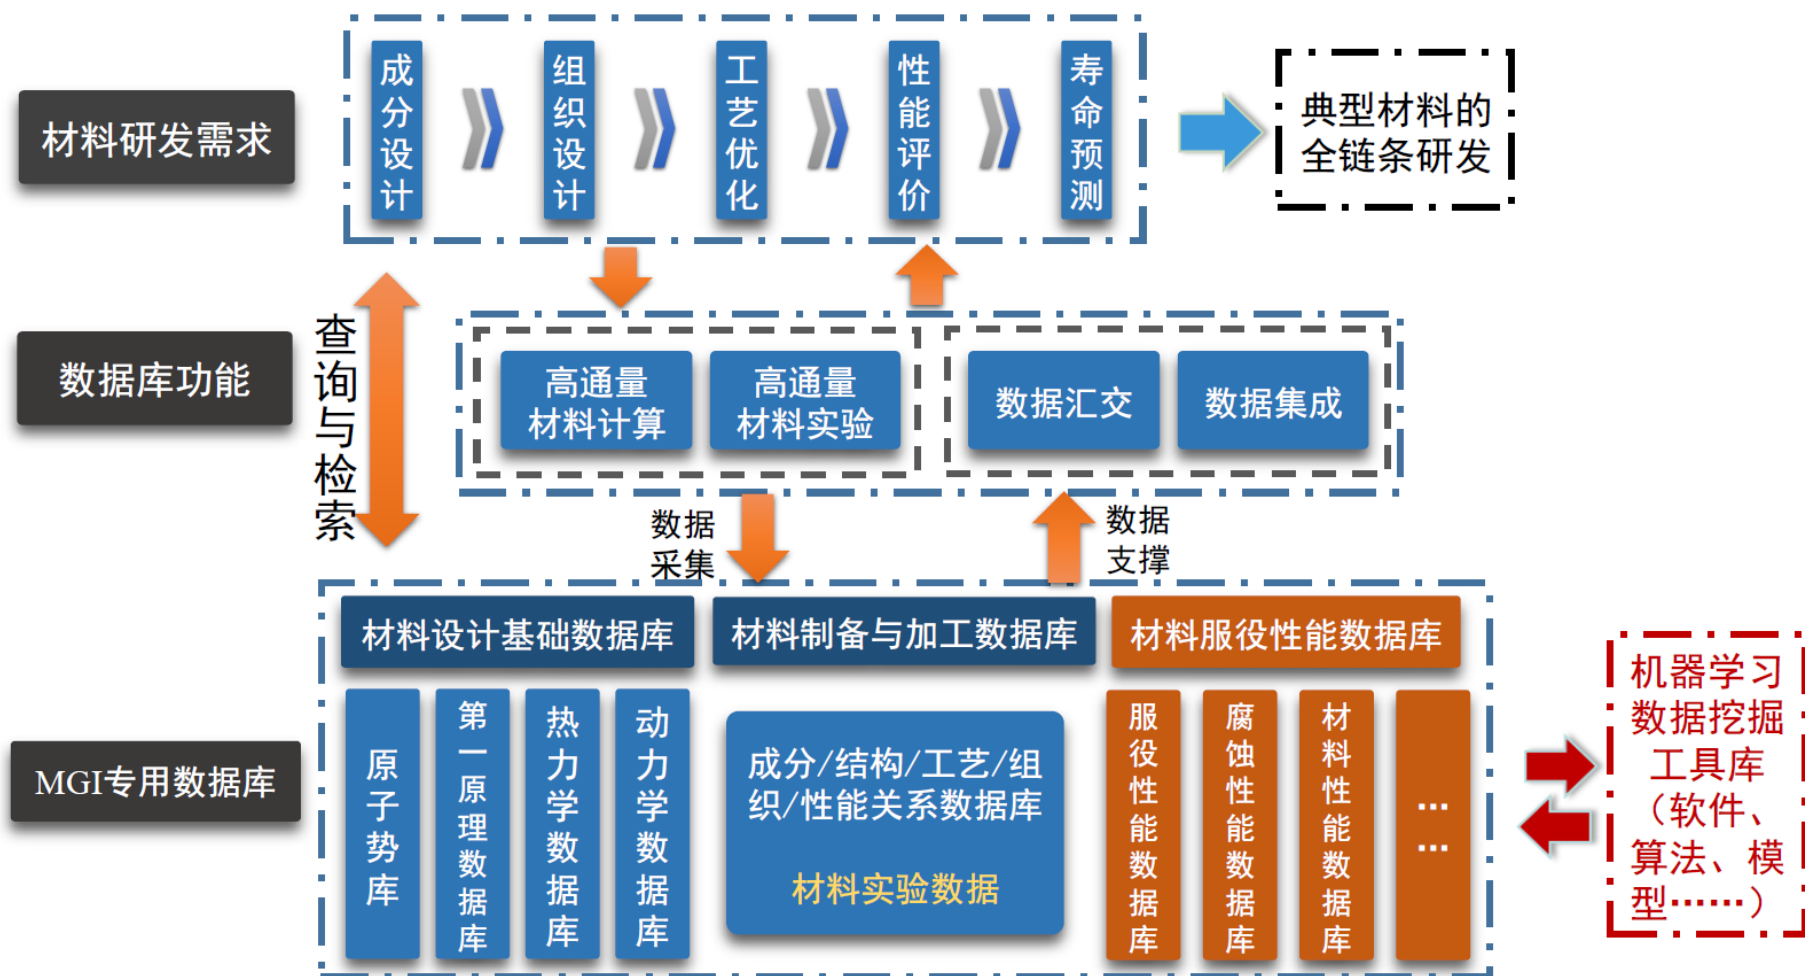 材料研发需求
成分设计
组织设计
工艺优化
性能评价
寿命预测
典型材料的
全链条研发
数据库功能
查询与检索
高通量
材料计算
高通量
材料实验
数据汇交
数据集成
数据
采集
数据
支撑
MGI专用数据库
材料设计基础数据库
材料制备与加工数据库
材料服役性能数据库
原子势库
第一原理数据库
热力学数据库
动力学数据库
成分/结构/工艺/组
织/性能关系数据库
材料实验数据
服役性能数据库
腐蚀性能数据库
材料性能数据库
……
机器学习
数据挖掘
工具库
（软件、
算法、模
型……）